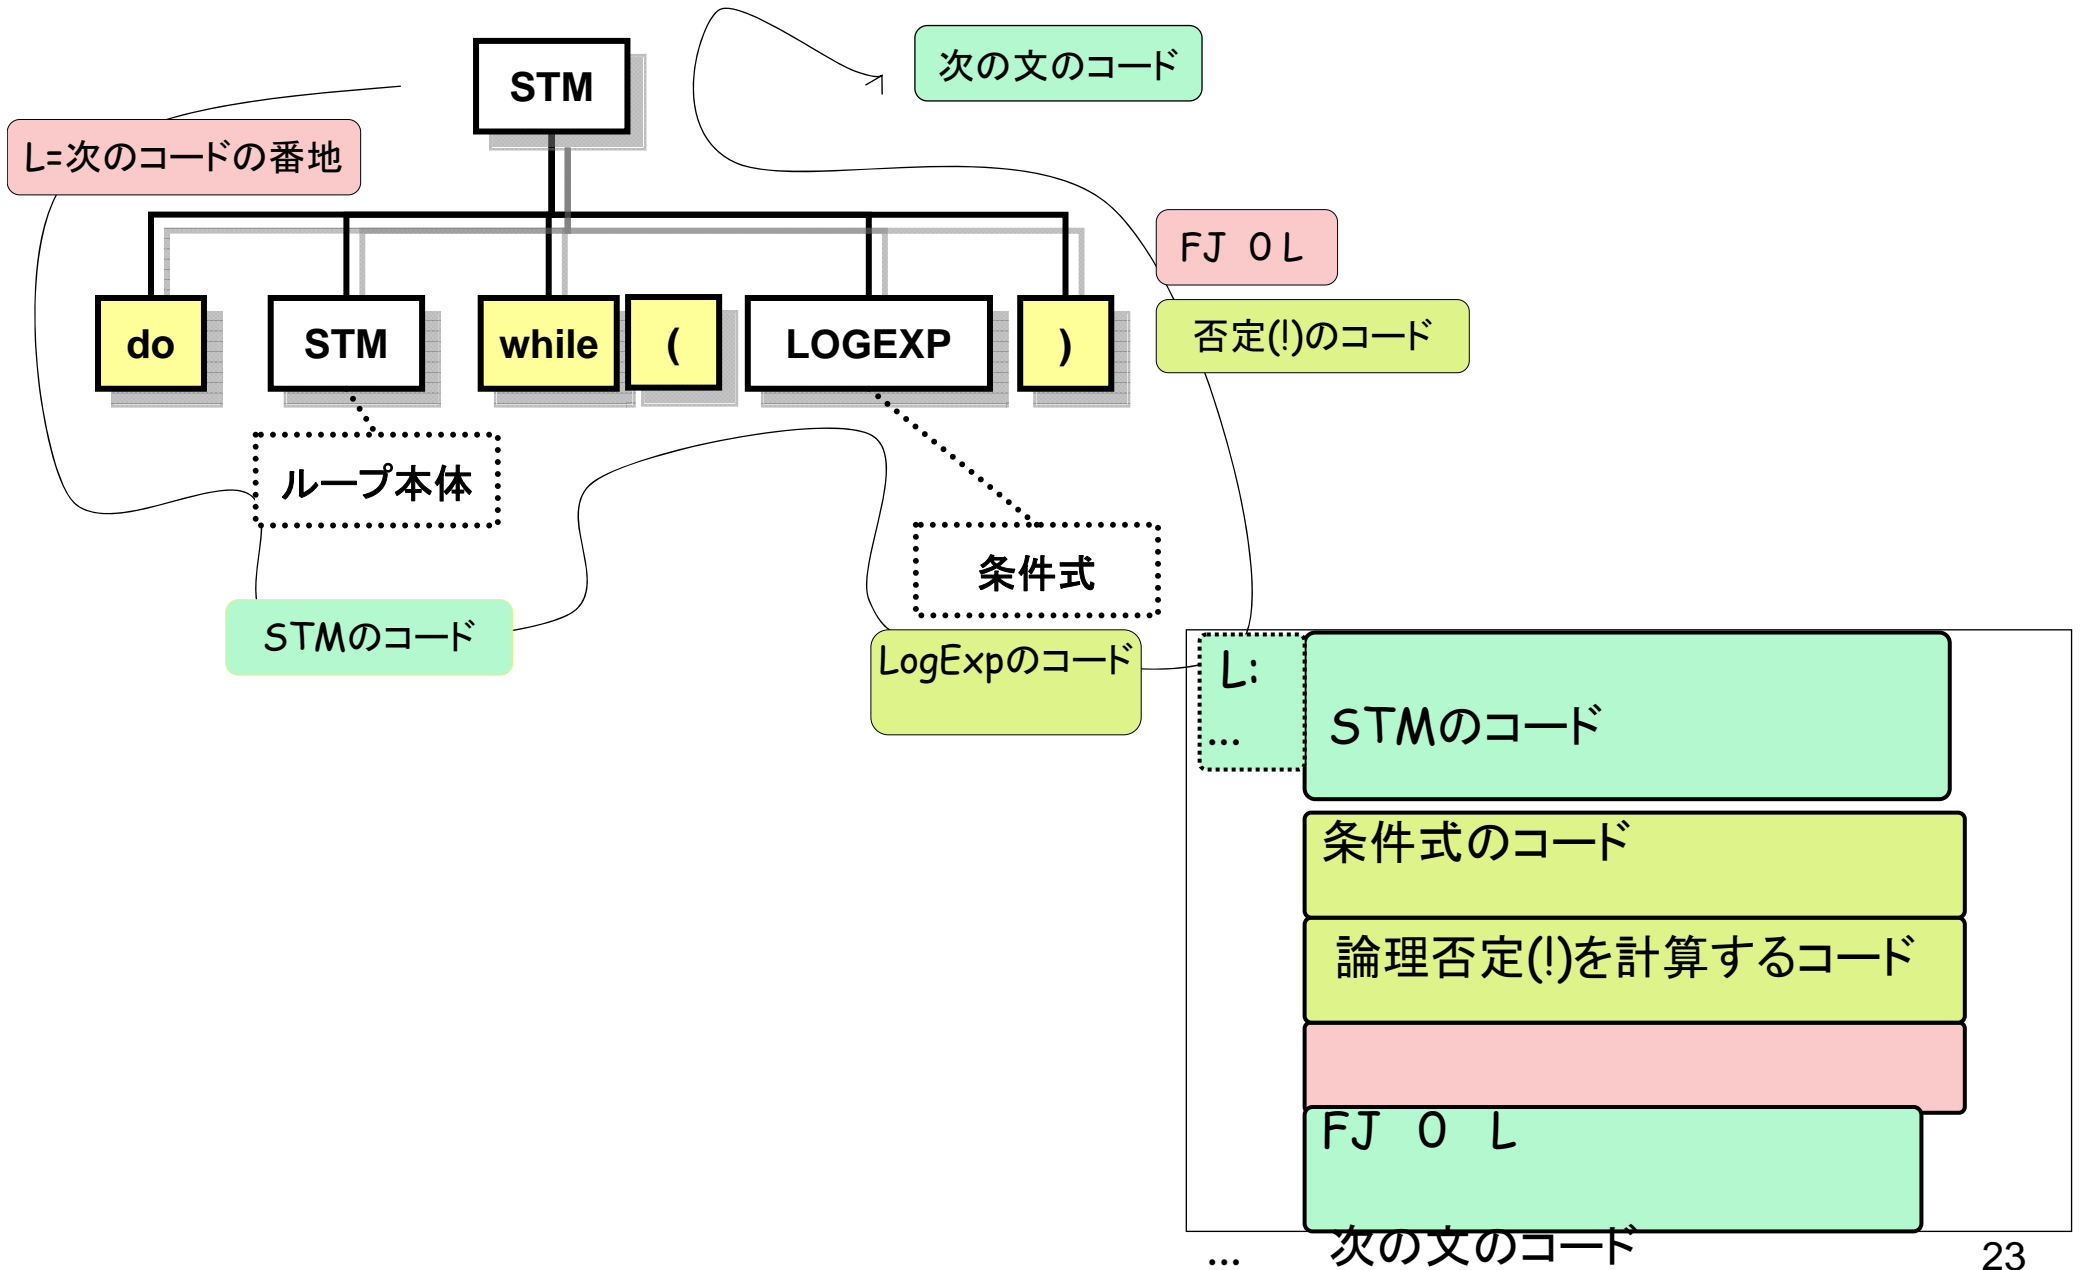 STM
次の文のコード
L=次のコードの番地
FJ 0 L
do
STM
while
(
LOGEXP
)
否定(!)のコード
ループ本体
条件式
STMのコード
LogExpのコード
L:
... STMのコード
条件式のコード
論理否定(!)を計算するコード
FJ 0 L
... 次の文のコード
23